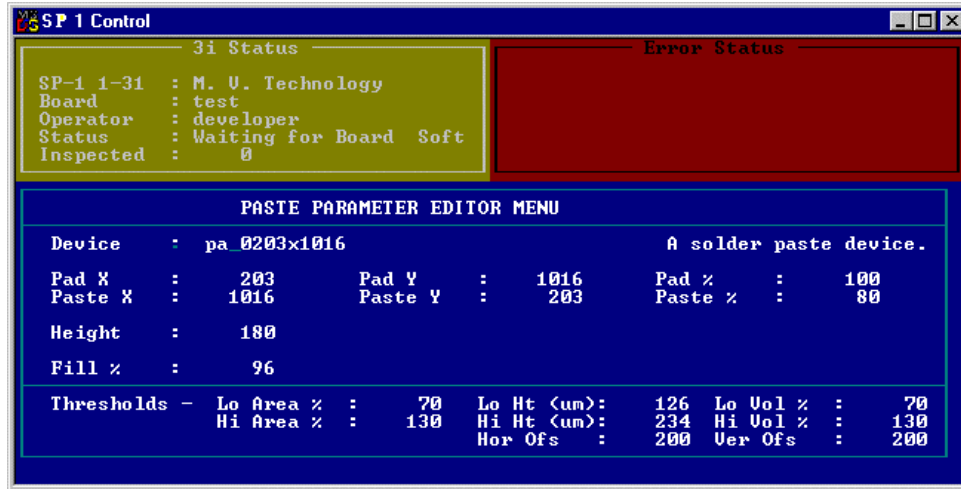 SP 1 Control
3i Status
Error Status
SP-1 1-31 : M. V. Technology
Board : test
Operator : developer
Status : Waiting for Board Soft
Inspected : 0
PASTE PARAMETER EDITOR MENU
Device : pa_0203x1016 A solder paste device.
Pad X : 203 Pad Y : 1016 Pad % : 100
Paste X : 1016 Paste Y : 203 Paste % : 80
Height : 180
Fill % : 96
Thresholds - Lo Area % : 70 Lo Ht (um): 126 Lo Vol % : 70
Hi Area % : 130 Hi Ht (um): 234 Hi Vol % : 130
Hor Ofs : 200 Ver Ofs : 200